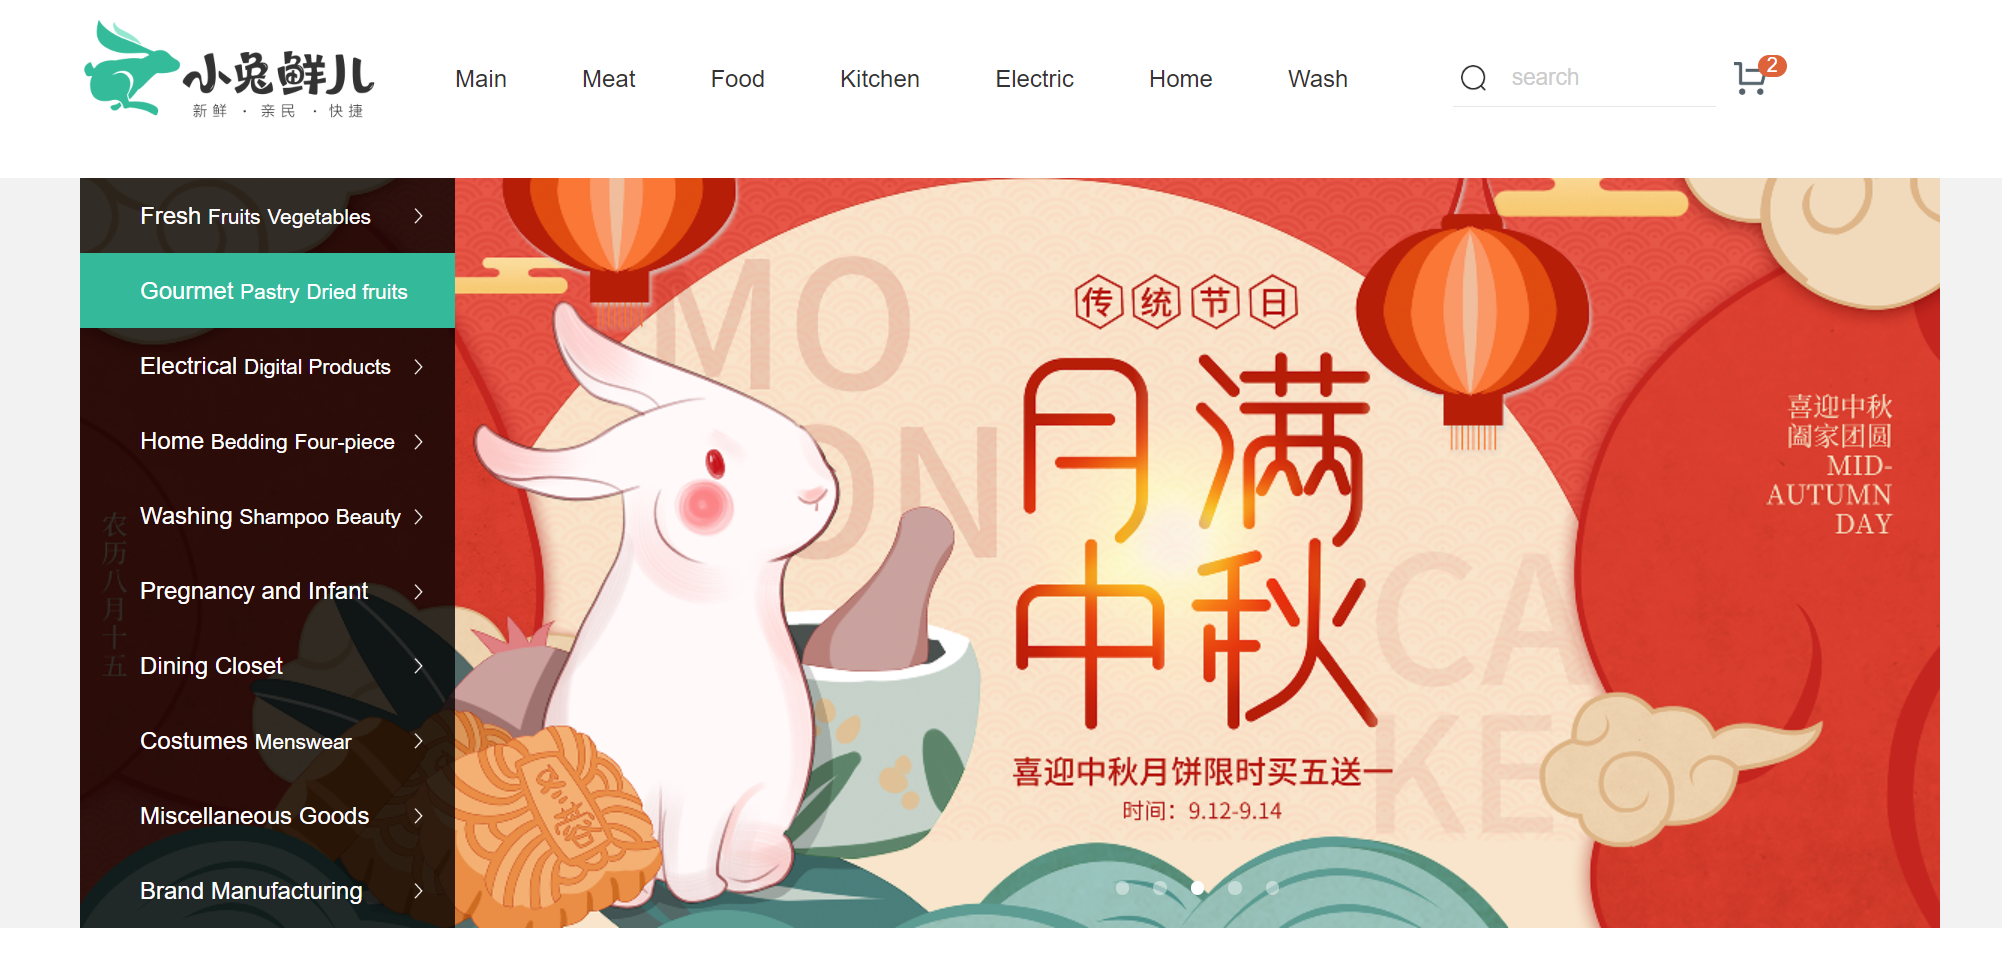 小兔鲜儿
新鲜 · 亲民 · 快捷
Main Meat Food Kitchen Electric Home Wash
search
2
Fresh Fruits Vegetables
Gourmet Pastry Dried fruits
Electrical Digital Products
Home Bedding Four-piece
Washing Shampoo Beauty
Pregnancy and Infant
Dining Closet
Costumes Menswear
Miscellaneous Goods
Brand Manufacturing
农历八月十五
MO
ON
传统节日
月满
中秋
CA
KE
喜迎中秋月饼限时买五送一
时间：9.12-9.14
喜迎中秋
阖家团圆
MID-
AUTUMN
DAY